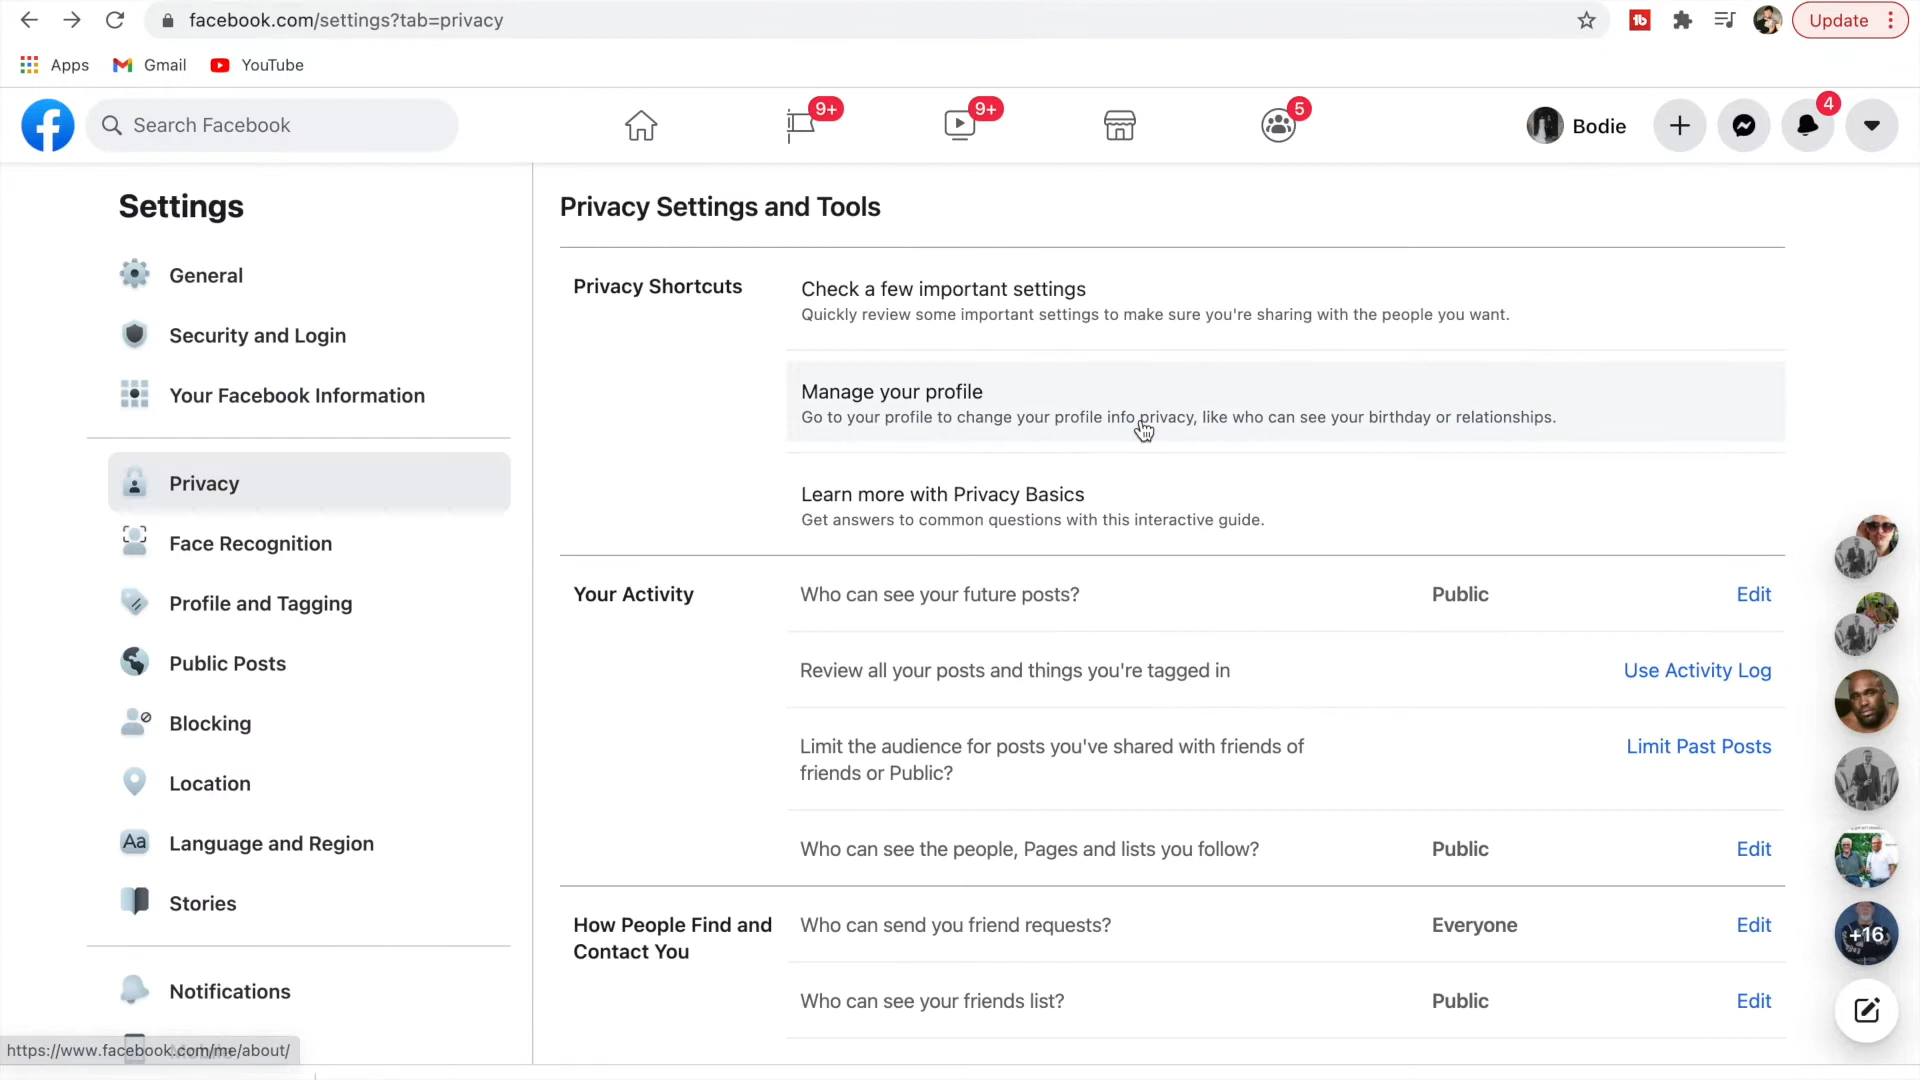 facebook.com/settings?tab=privacy
Update
Apps
Gmail
YouTube
Search Facebook
9+
9+
5
Bodie
4
Settings
General
Security and Login
Your Facebook Information
Privacy
Face Recognition
Profile and Tagging
Public Posts
Blocking
Location
Aa
Language and Region
Stories
Notifications
https://www.facebook.com/me/about/
Privacy Settings and Tools
Privacy Shortcuts
Check a few important settings
Quickly review some important settings to make sure you're sharing with the people you want.
Manage your profile
Go to your profile to change your profile info privacy, like who can see your birthday or relationships.
Learn more with Privacy Basics
Get answers to common questions with this interactive guide.
Your Activity
Who can see your future posts?
Public
Edit
Review all your posts and things you're tagged in
Use Activity Log
Limit the audience for posts you've shared with friends of
friends or Public?
Limit Past Posts
Who can see the people, Pages and lists you follow?
Public
Edit
How People Find and
Contact You
Who can send you friend requests?
Everyone
Edit
Who can see your friends list?
Public
Edit
+16